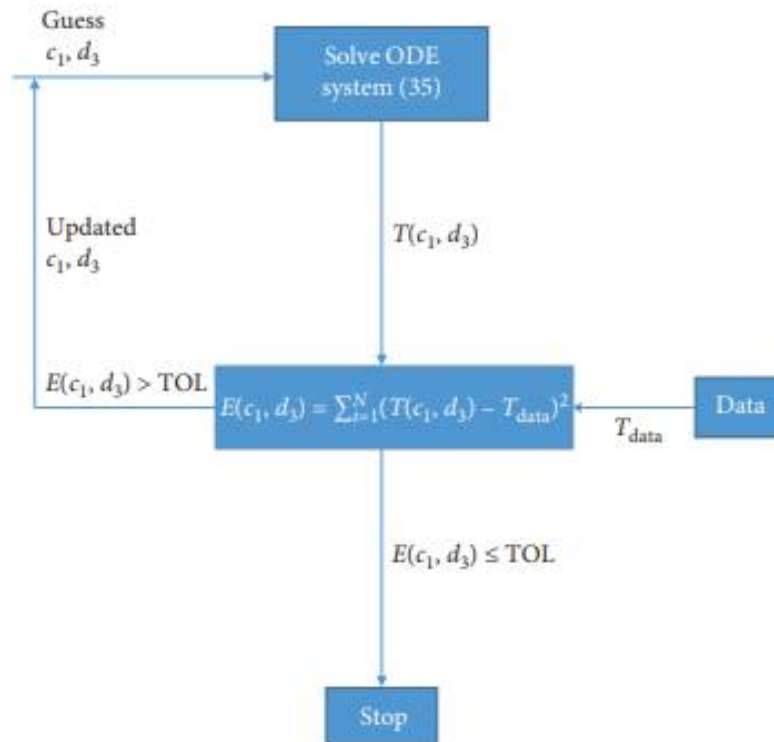 Guess
c₁, d₃
Solve ODE
system (35)
Updated
c₁, d₃
T(c₁, d₃)
E(c₁, d₃) > TOL
E(c₁, d₃) = ∑ᵢ₌₁ᴺ(T(c₁, d₃) − T_data)²
T_data
Data
E(c₁, d₃) ≤ TOL
Stop